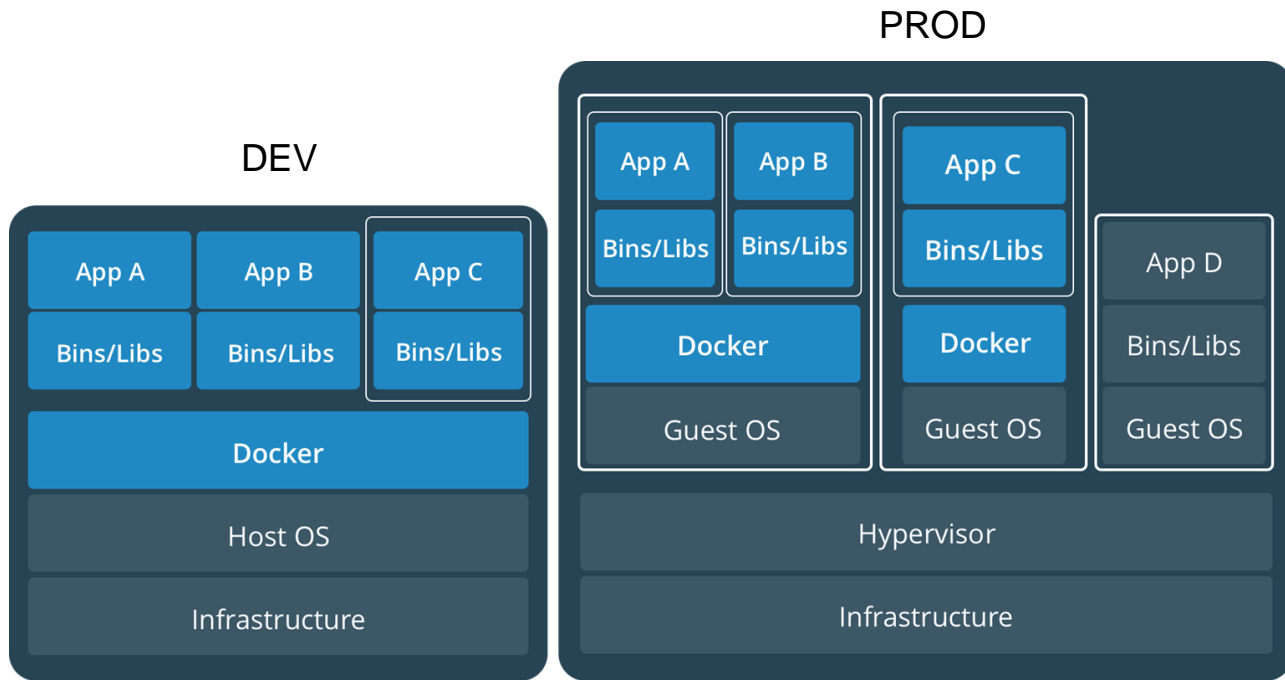 PROD
DEV
App A
App B
App C
Bins/Libs
Bins/Libs
Bins/Libs
Docker
Host OS
Infrastructure
App A
App B
Bins/Libs
Bins/Libs
Docker
Guest OS
App C
Bins/Libs
Docker
Guest OS
App D
Bins/Libs
Guest OS
Hypervisor
Infrastructure